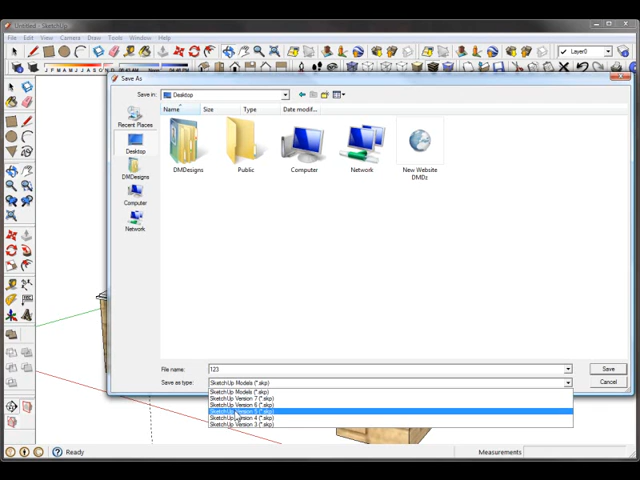 Untitled - SketchUp
File Edit View Camera Draw Tools Window Help
Layer0
J F M A M J J A S O N D
Save As
Save in: Desktop
Name Size Type Date modif...
Recent Places
Desktop
DMDesigns
Computer
Network
DMDesigns Public Computer Network New Website DMDs
File name: 123 Save
Save as type: SketchUp Models (*.skp) Cancel
SketchUp Models (*.skp)
SketchUp Version 7 (*.skp)
SketchUp Version 6 (*.skp)
SketchUp Version 5 (*.skp)
SketchUp Version 4 (*.skp)
SketchUp Version 3 (*.skp)
Ready Measurements